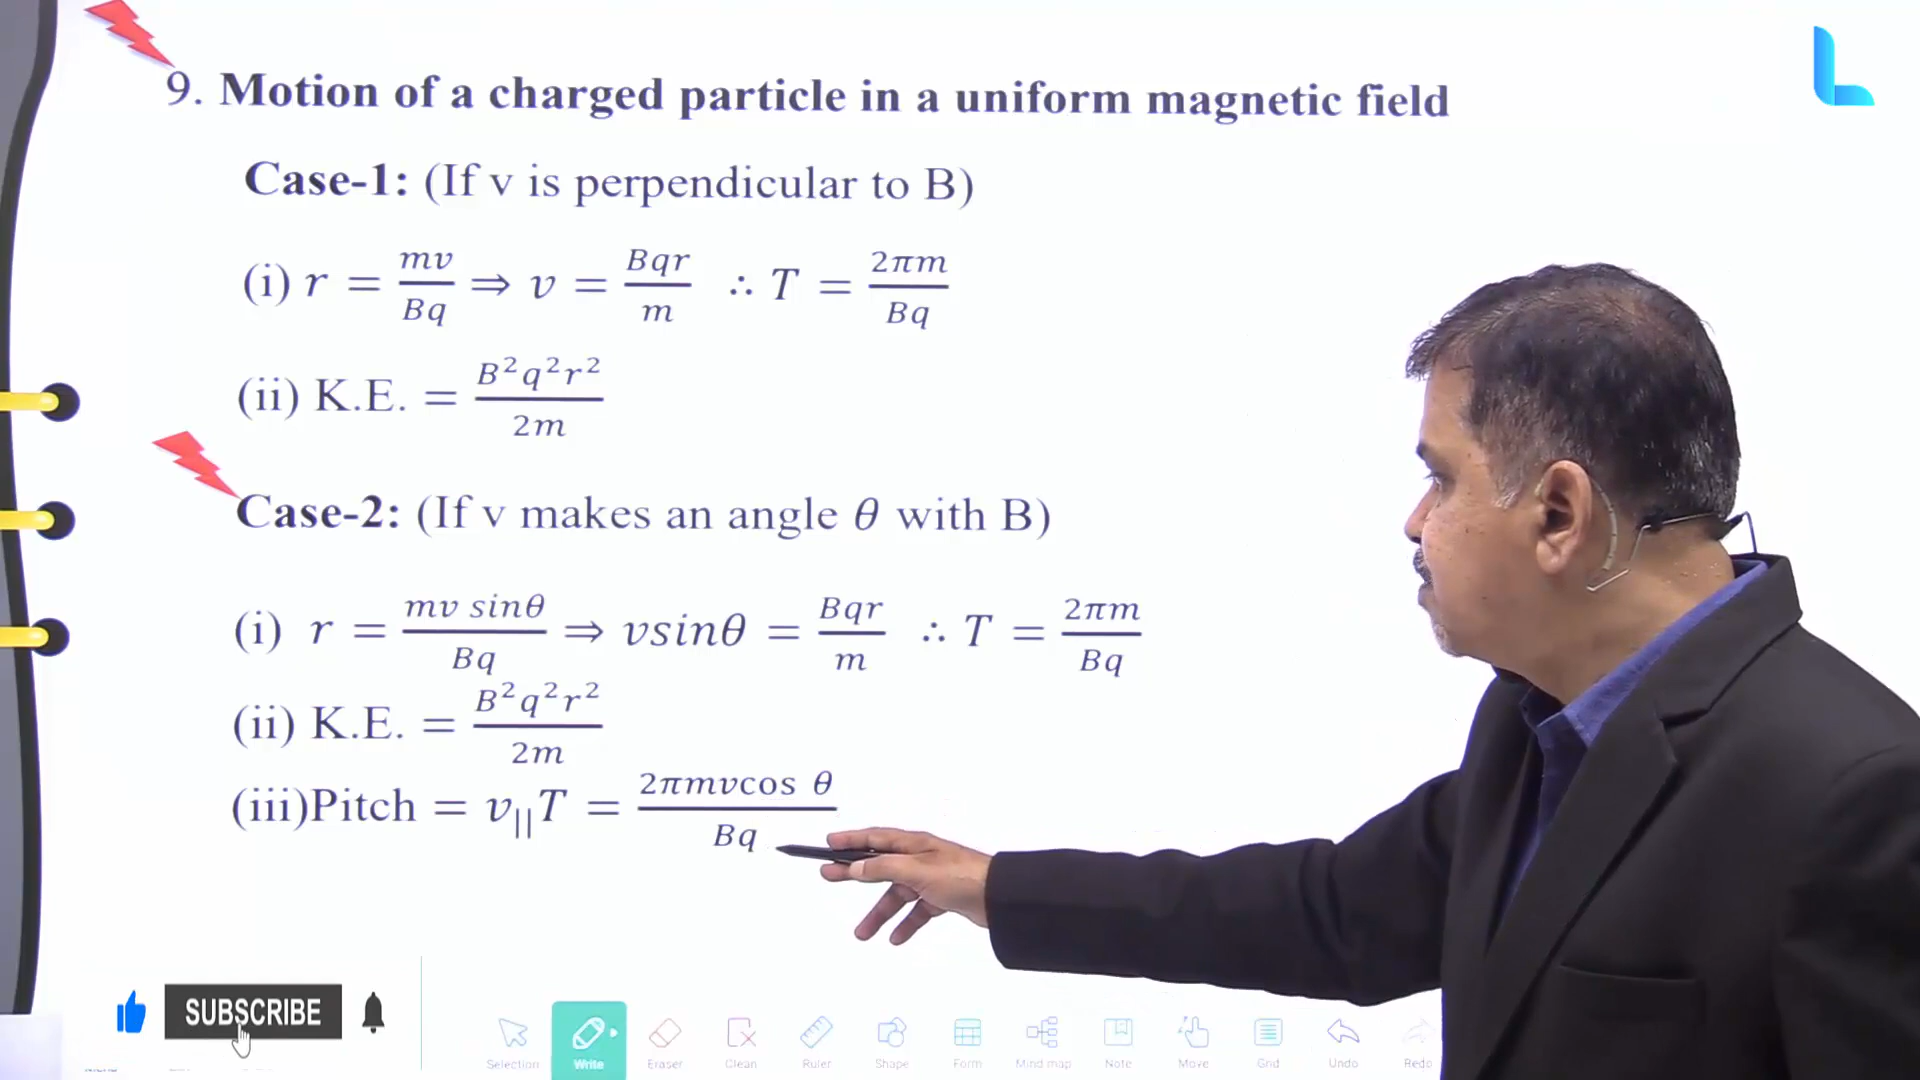 9. Motion of a charged particle in a uniform magnetic field
Case-1: (If v is perpendicular to B)
(i) r = mv/Bq ⇒ v = Bqr/m ∴ T = 2πm/Bq
(ii) K.E. = B²q²r²/2m
Case-2: (If v makes an angle θ with B)
(i) r = mv sinθ/Bq ⇒ vsinθ = Bqr/m ∴ T = 2πm/Bq
(ii) K.E. = B²q²r²/2m
(iii)Pitch = v||T = 2πmvcos θ/Bq
SUBSCRIBE
Selection Write Eraser Clean Ruler Shape Form Mind map Note Move Grid Undo Redo